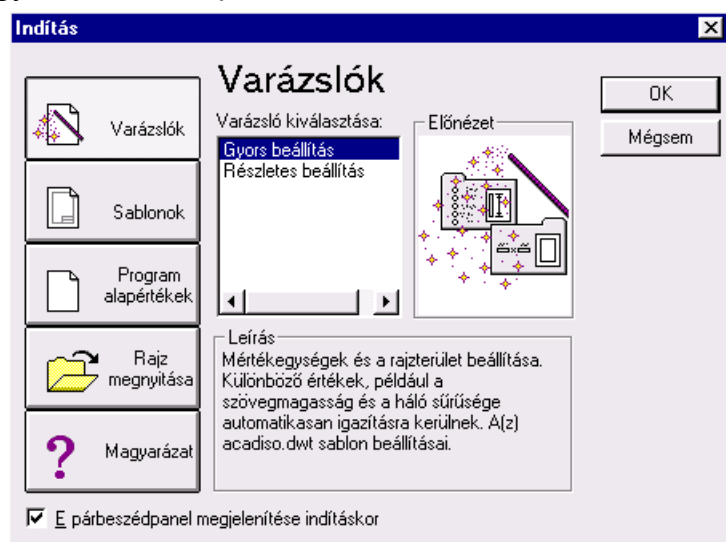 Indítás
Varázslók
Sablonok
Program
alapértékek
Rajz
megnyitása
Magyarázat
Varázslók
Varázsló kiválasztása:
Gyors beállítás
Részletes beállítás
Előnézet
Leírás
Mértékegységek és a rajzterület beállítása.
Különböző értékek, például a
szövegmagasság és a háló sűrűsége
automatikasan igazításra kerülnek. A(z)
acadiso.dwt sablon beállításai.
OK
Mégsem
E párbeszédpanel megjelenítése indításkor